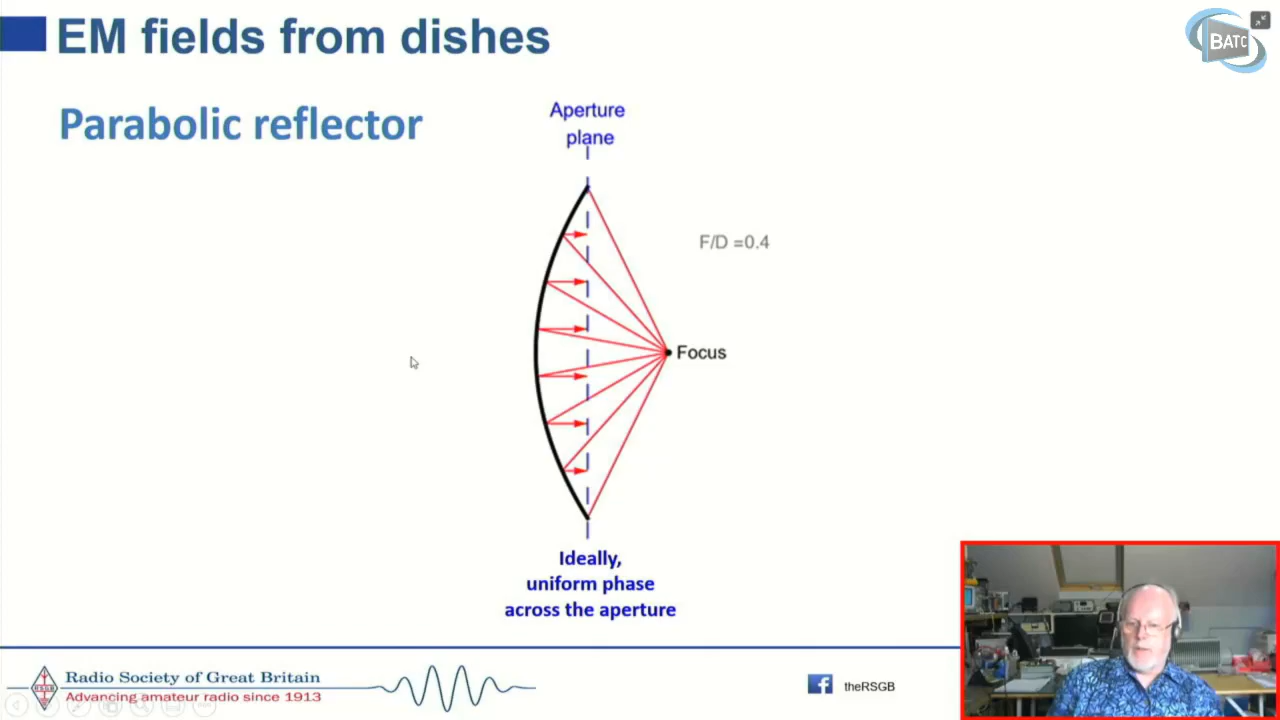 EM fields from dishes
BATC
Parabolic reflector
Aperture
plane
F/D =0.4
Focus
Ideally,
uniform phase
across the aperture
Radio Society of Great Britain
Advancing amateur radio since 1913
RSGB
theRSGB